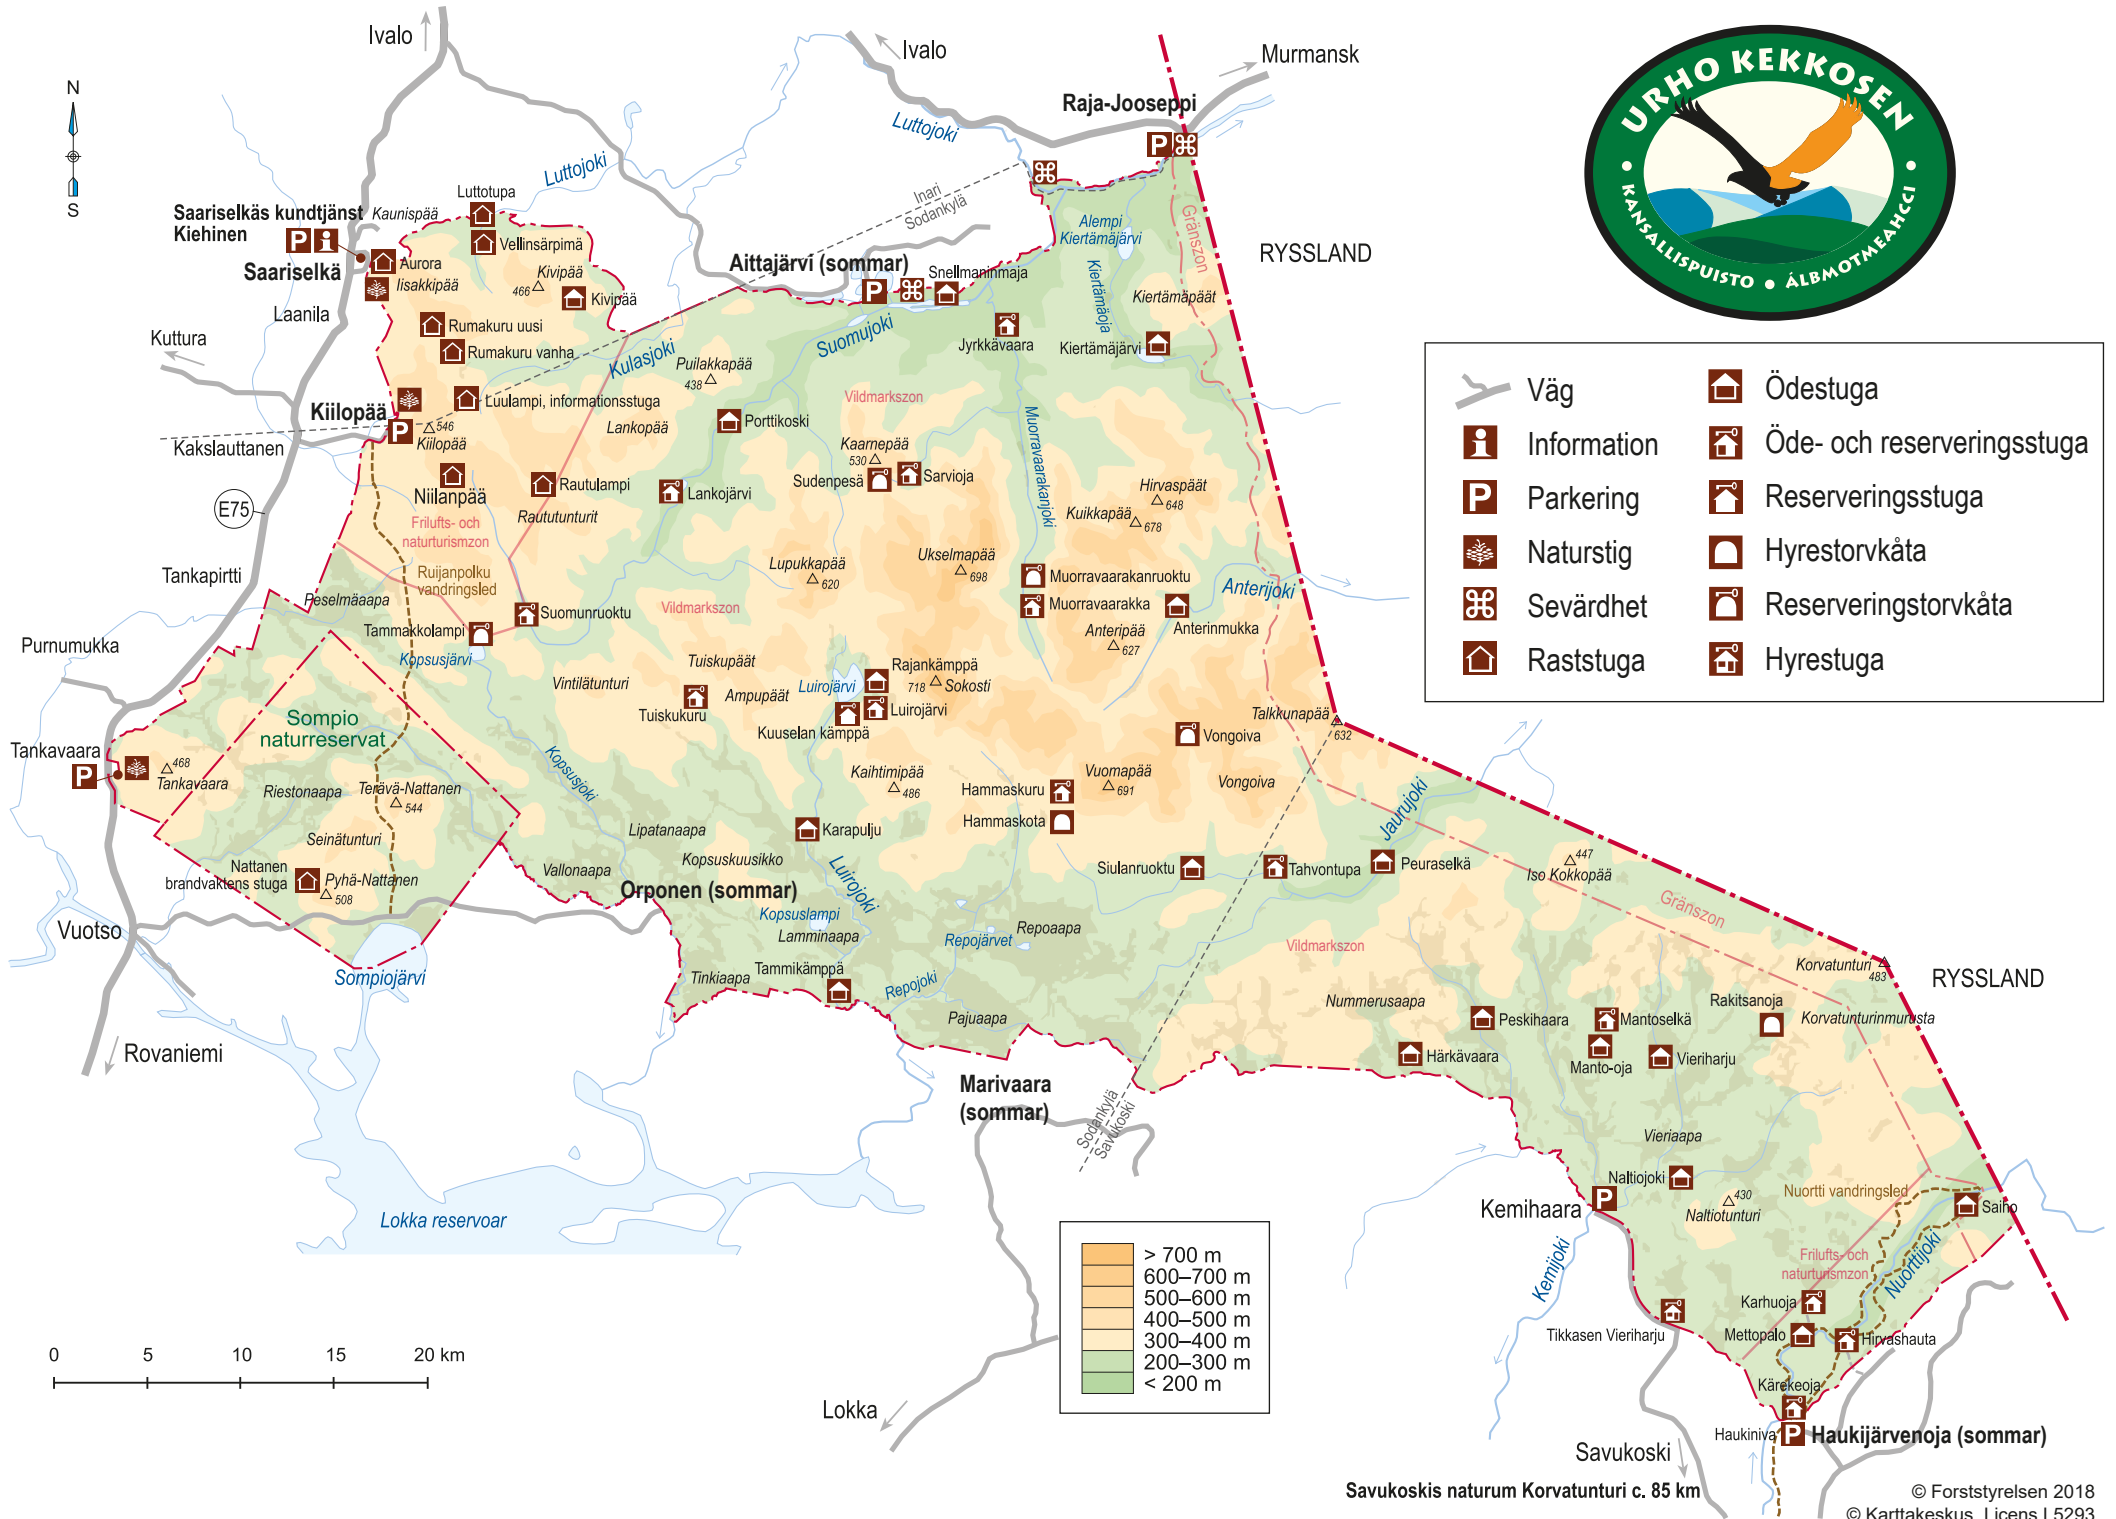 Ivalo
Ivalo
Murmansk
Raja-Jooseppi
N
S
Luttojoki
Luttojoki
Luttotupa
Kaunispää
Saariselkäs kundtjänst
Kiehinen
P
Saariselkä
Vellinsärpimä
Aurora
Iisakkipää
Kivipää
466
Kivipää
Laanila
Inari
Sodankylä
Aittajärvi (sommar)
P
Snellmaninmaja
Alempi
Kiertämäjärvi
Gränszon
RYSSLAND
Kiertämäoja
Kiertämäpäät
Kuttura
Rumakuru uusi
Rumakuru vanha
Kulasjoki
Suomujoki
Jyrkkävaara
Kiertämäjärvi
Puilakkapää
438
Vildmarkszon
Kiilopää
P
546
Kiilopää
Luulampi, informationsstuga
Lankopää
Porttikoski
Kakslauttanen
Kaarnepää
530
Sudenpesä
Sarvioja
Muorravaarakanjoki
Niilanpää
Rautulampi
Lankojärvi
Hirvaspäät
648
Kuikkapää
678
E75
Frilufts- och
naturturismzon
Raututunturit
Ruijanpolku
vandringsled
Lupukkapää
620
Ukselmapää
698
Muorravaarakanruoktu
Muorravaarakka
Anterijoki
Tankapirtti
Peselmäaapa
Suomunruoktu
Vildmarkszon
Anterinmukka
Anteripää
627
Purnumukka
Tammakkolampi
Kopsusjärvi
Vintilätunturi
Tuiskupäät
Ampupäät
Tuiskukuru
Luirojärvi
Rajankämppä
718
Sokosti
Luirojärvi
Kuuselan kämppä
Talkkunapää
632
Vongoiva
Vongoiva
Sompio
naturreservat
Tankavaara
P
468
Tankavaara
Riestonaapa
Terävä-Nattanen
544
Seinätunturi
Kopsusjoki
Kaihtimipää
486
Vuomapää
691
Hammaskuru
Hammaskota
Jaurujoki
Lipatanaapa
Karapulju
Kopsuskuusikko
Vallonaapa
Nattanen
brandvaktens stuga
Pyhä-Nattanen
508
Orponen (sommar)
Luirojoki
Siulanruoktu
Tahvontupa
Peuraselkä
447
Iso Kokkopää
Gränszon
Vuotso
Kopsuslampi
Lamminaapa
Repojärvet
Repoaapa
Vildmarkszon
Sompiojärvi
Tinkiaapa
Tammikämppä
Repojoki
Pajuaapa
Nummerusaapa
Korvatunturi
483
RYSSLAND
Rakitsanoja
Korvatunturinmurusta
Peskihaara
Mantoselkä
Manto-oja
Vieriharju
Härkävaara
Rovaniemi
Marivaara
(sommar)
Sodankylä
Savukoski
Vieriaapa
Lokka reservoar
Naltiojoki
430
Naltiotunturi
Nuortti vandringsled
Saiho
Kemihaara
P
Kemijoki
Frilufts- och
naturturismzon
Nuorttijoki
Karhuoja
Mettopalo
Hirvashauta
Tikkasen Vieriharju
Kärekeoja
Haukiniva
P
Haukijärvenoja (sommar)
Lokka
Savukoski
Savukoskis naturum Korvatunturi c. 85 km
> 700 m
600–700 m
500–600 m
400–500 m
300–400 m
200–300 m
< 200 m
0 5 10 15 20 km
URHO KEKKOSEN
KANSALLISPUISTO • ÁLBMOTMEAHCCI
Väg
Information
P Parkering
Naturstig
Sevärdhet
Raststuga
Ödestuga
Öde- och reserveringsstuga
Reserveringsstuga
Hyrestorvkåta
Reserveringstorvkåta
Hyrestuga
© Forststyrelsen 2018
© Karttakeskus, Licens L5293